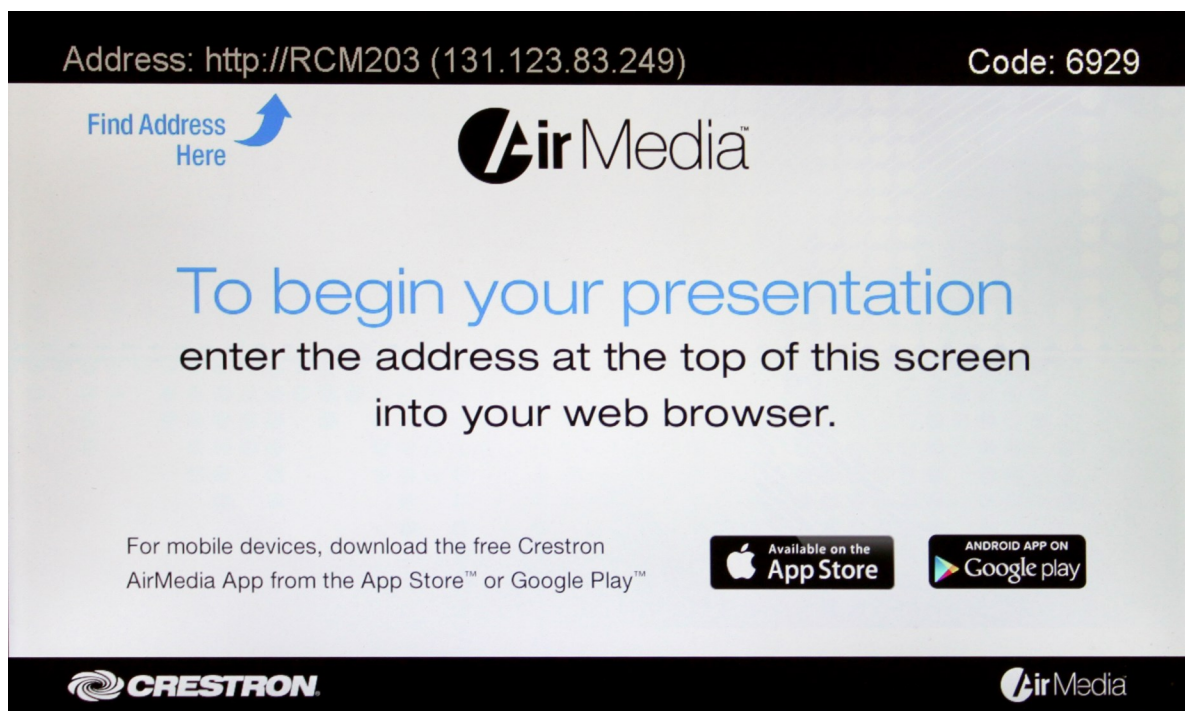 Address: http://RCM203 (131.123.83.249)
Code: 6929
Find Address
Here
AirMedia™
To begin your presentation
enter the address at the top of this screen
into your web browser.
For mobile devices, download the free Crestron
AirMedia App from the App Store™ or Google Play™
Available on the
App Store
ANDROID APP ON
Google play
CRESTRON.
AirMedia